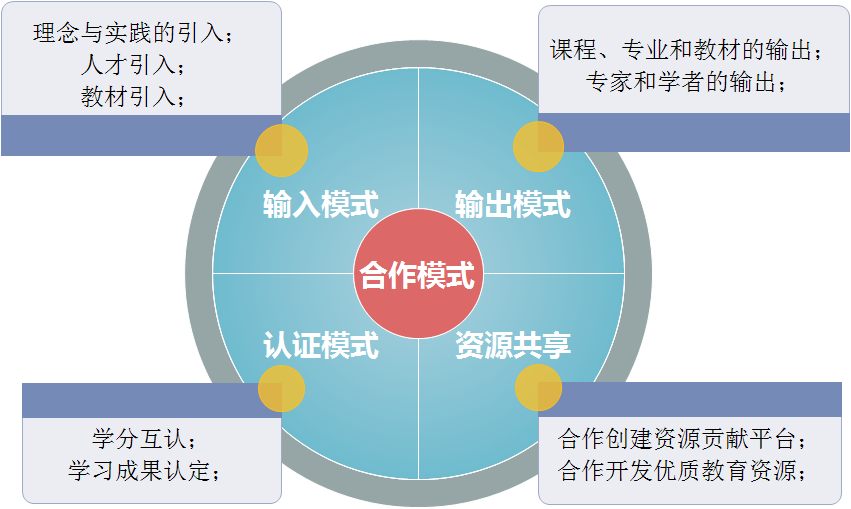 理念与实践的引入；
人才引入；
教材引入；
课程、专业和教材的输出；
专家和学者的输出；
输入模式
输出模式
合作模式
认证模式
资源共享
学分互认；
学习成果认定；
合作创建资源贡献平台；
合作开发优质教育资源；